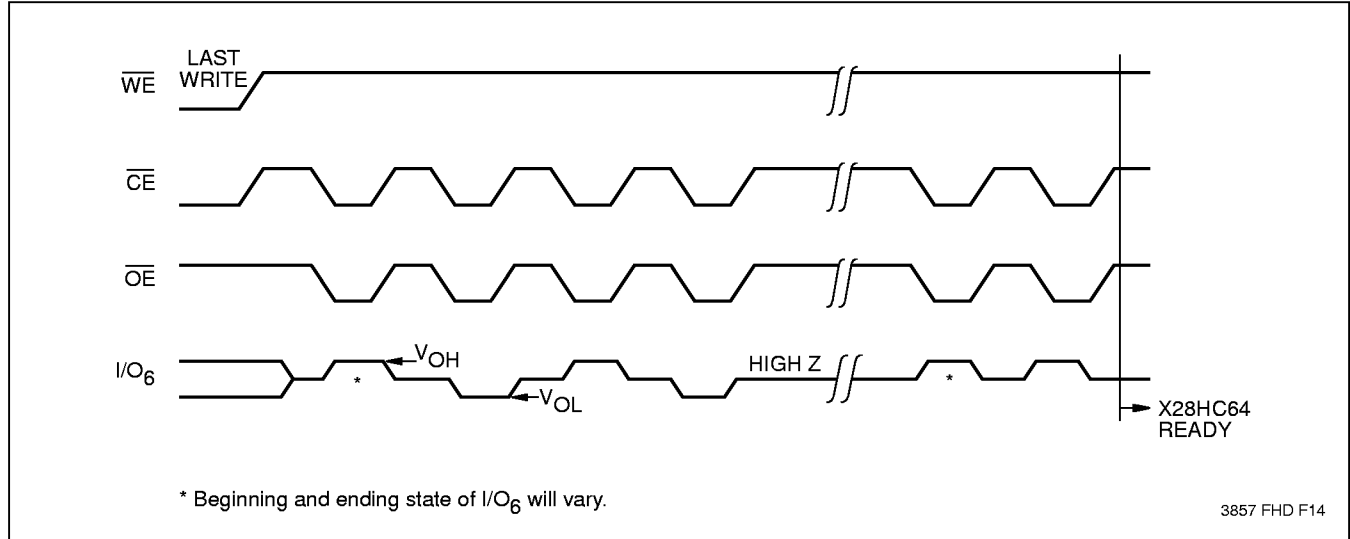 LAST
WRITE
WE
CE
OE
I/O6
VOH
VOL
HIGH Z
*
*
X28HC64
READY
* Beginning and ending state of I/O6 will vary.
3857 FHD F14